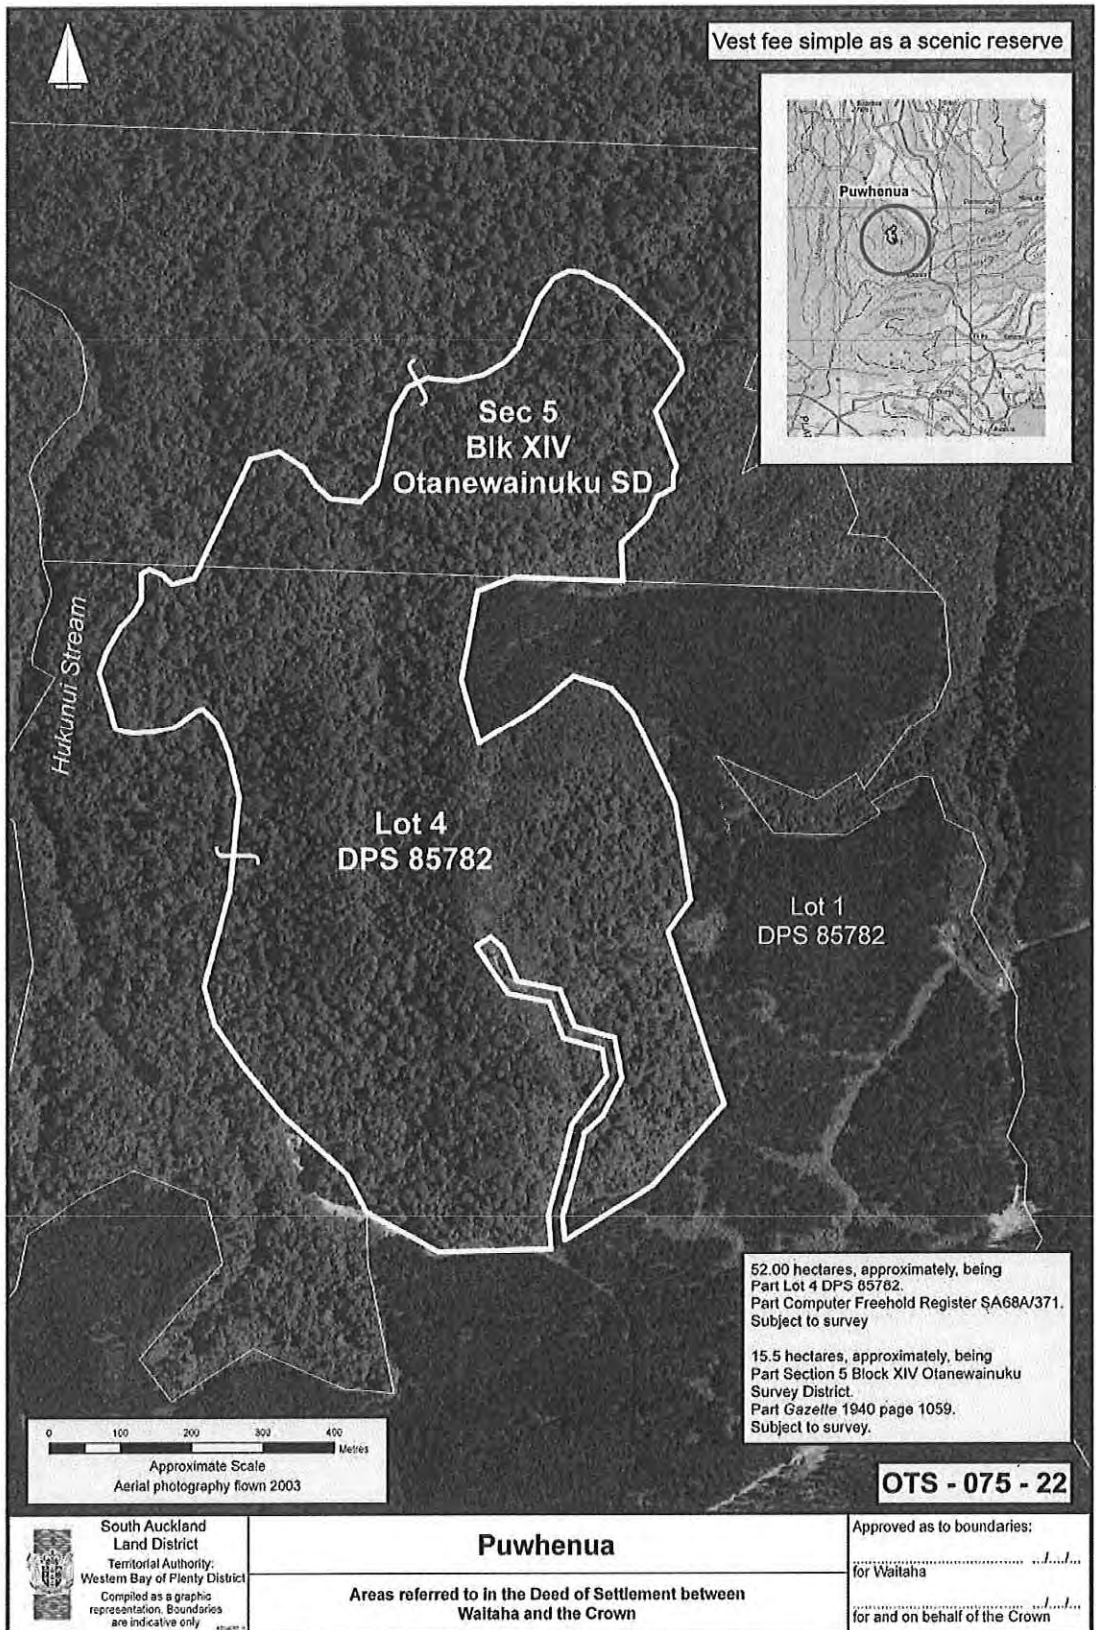 Vest fee simple as a scenic reserve
Puwhenua
Sec 5
Blk XIV
Otanewainuku SD
Hukunui Stream
Lot 4
DPS 85782
Lot 1
DPS 85782
52.00 hectares, approximately, being
Part Lot 4 DPS 85782.
Part Computer Freehold Register SA68A/371.
Subject to survey
15.5 hectares, approximately, being
Part Section 5 Block XIV Otanewainuku
Survey District.
Part Gazette 1940 page 1059.
Subject to survey.
0 100 200 300 400
Metres
Approximate Scale
Aerial photography flown 2003
OTS - 075 - 22
South Auckland
Land District
Territorial Authority:
Western Bay of Plenty District
Compiled as a graphic
representation. Boundaries
are indicative only
Puwhenua
Areas referred to in the Deed of Settlement between
Waitaha and the Crown
Approved as to boundaries:
................................ ..../..../....
for Waitaha
................................ ..../..../....
for and on behalf of the Crown